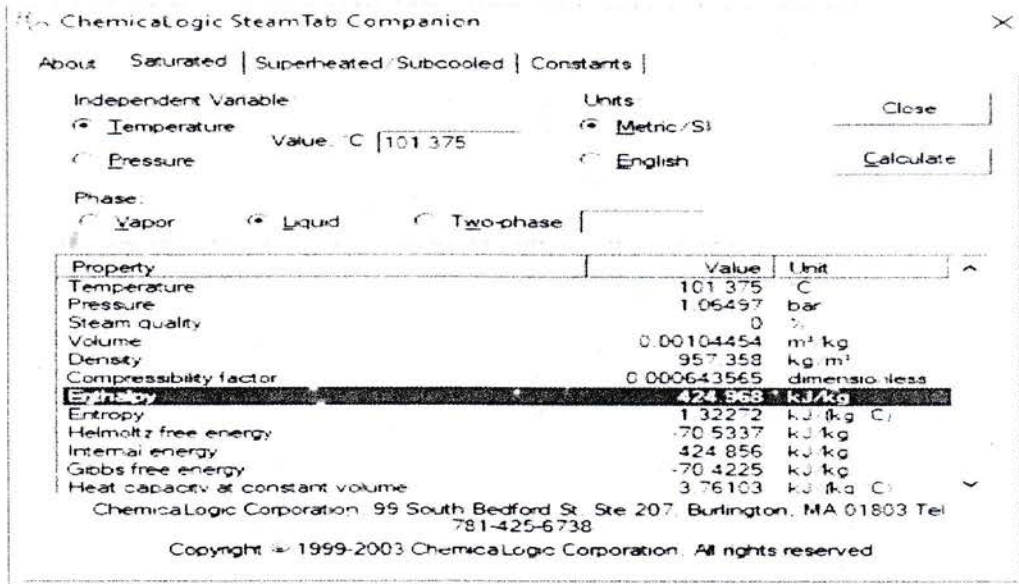 ChemicaLogic SteamTab Companion
About Saturated Superheated/Subcooled Constants
Independent Variable: Units:
Temperature Value: °C 101.375 Metric/SI Close
Pressure English Calculate
Phase:
Vapor Liquid Two-phase
Property Value Unit
Temperature 101.375 °C
Pressure 1.06497 bar
Steam quality 0 %
Volume 0.00104454 m³/kg
Density 957.358 kg/m³
Compressibility factor 0.000643565 dimensionless
Enthalpy 424.968 kJ/kg
Entropy 1.32272 kJ/(kg °C)
Helmoltz free energy -70.5337 kJ/kg
Internal energy 424.856 kJ/kg
Gibbs free energy -70.4225 kJ/kg
Heat capacity at constant volume 3.76103 kJ/(kg °C)
ChemicaLogic Corporation, 99 South Bedford St. Ste 207, Burlington, MA 01803 Tel
781-425-6738
Copyright © 1999-2003 ChemicaLogic Corporation. All rights reserved